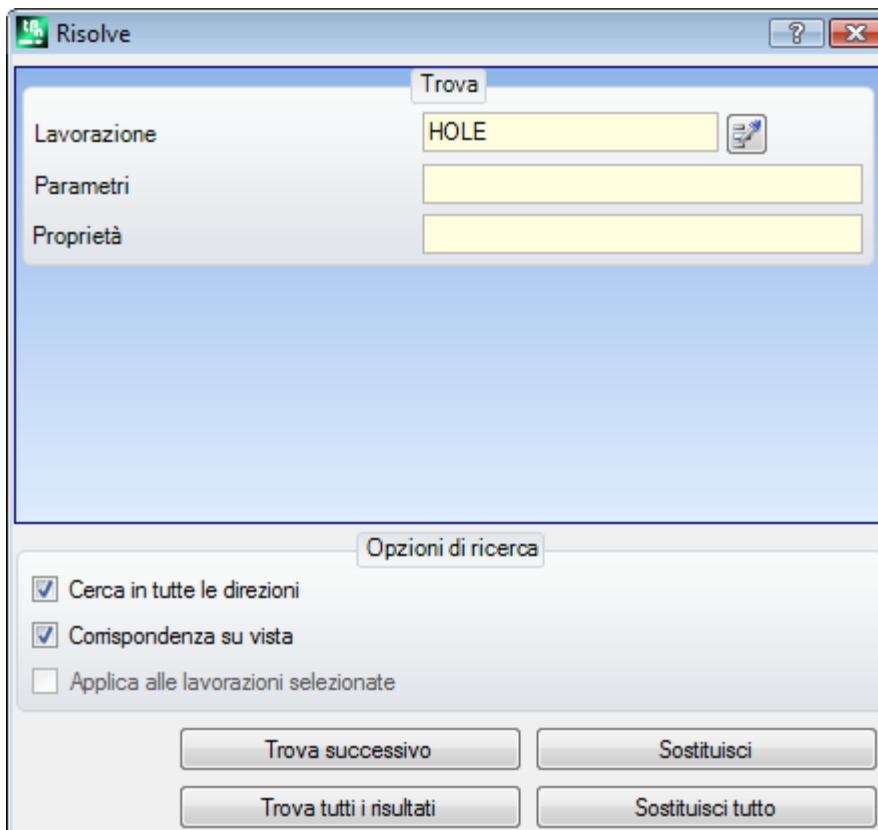 Risolve
Trova
Lavorazione HOLE
Parametri
Proprietà
Opzioni di ricerca
Cerca in tutte le direzioni
Corrispondenza su vista
Applica alle lavorazioni selezionate
Trova successivo Sostituisci
Trova tutti i risultati Sostituisci tutto